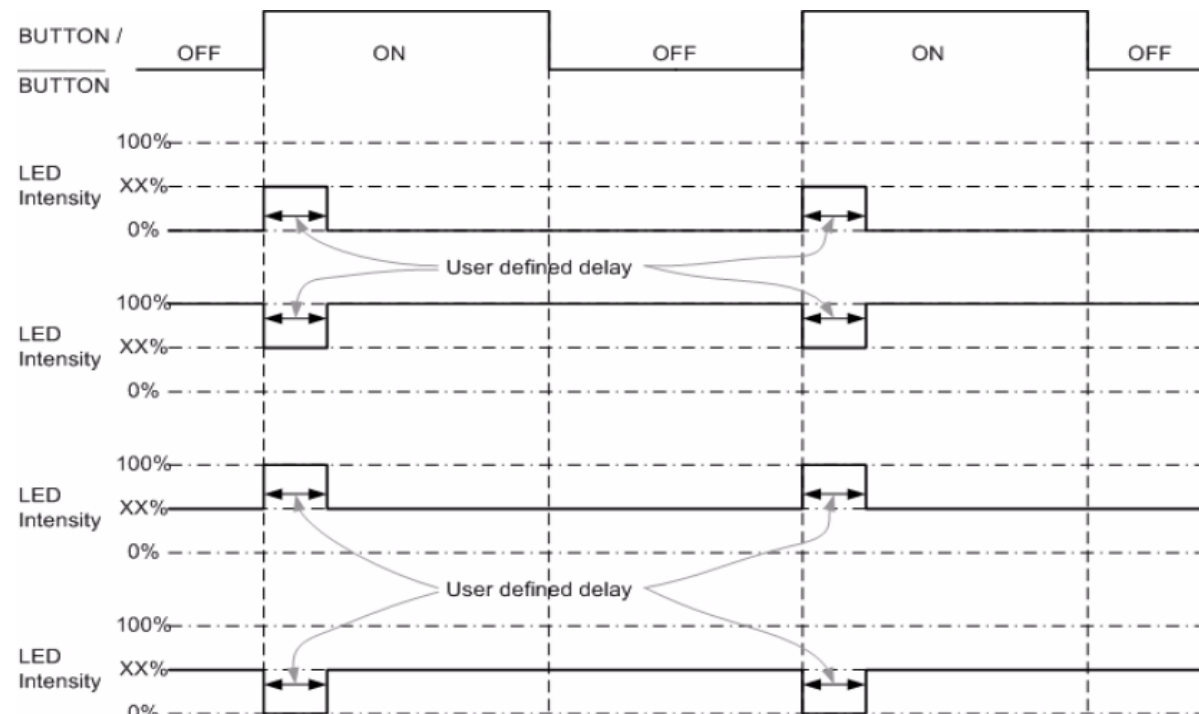 BUTTON /
BUTTON
OFF ON OFF ON OFF
100%
LED
Intensity
XX%
0%
User defined delay
100%
LED
Intensity
XX%
0%
100%
LED
Intensity
XX%
0%
User defined delay
100%
LED
Intensity
XX%
0%